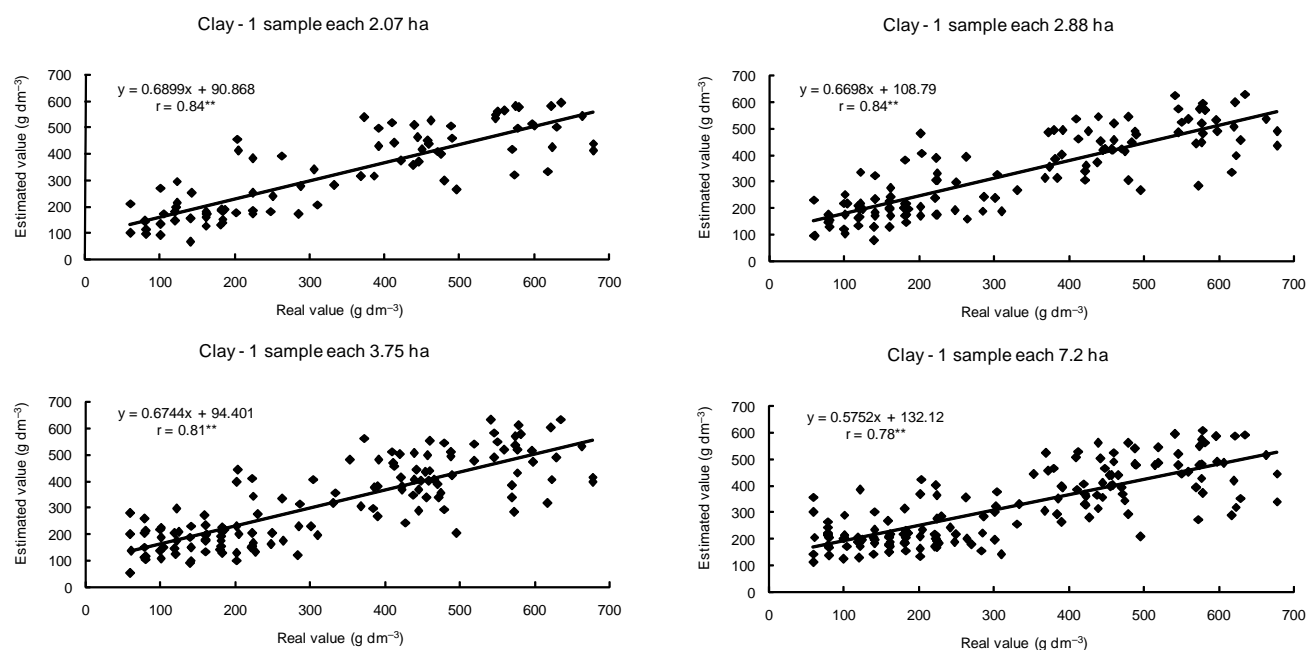 Clay - 1 sample each 2.07 ha
Estimated value (g dm⁻³)
y = 0.6899x + 90.868
r = 0.84**
700
600
500
400
300
200
100
0
0 100 200 300 400 500 600 700
Real value (g dm⁻³)
Clay - 1 sample each 2.88 ha
Estimated value (g dm⁻³)
y = 0.6698x + 108.79
r = 0.84**
700
600
500
400
300
200
100
0
0 100 200 300 400 500 600 700
Real value (g dm⁻³)
Clay - 1 sample each 3.75 ha
Estimated value (g dm⁻³)
y = 0.6744x + 94.401
r = 0.81**
700
600
500
400
300
200
100
0
0 100 200 300 400 500 600 700
Real value (g dm⁻³)
Clay - 1 sample each 7.2 ha
Estimated value (g dm⁻³)
y = 0.5752x + 132.12
r = 0.78**
700
600
500
400
300
200
100
0
0 100 200 300 400 500 600 700
Real value (g dm⁻³)